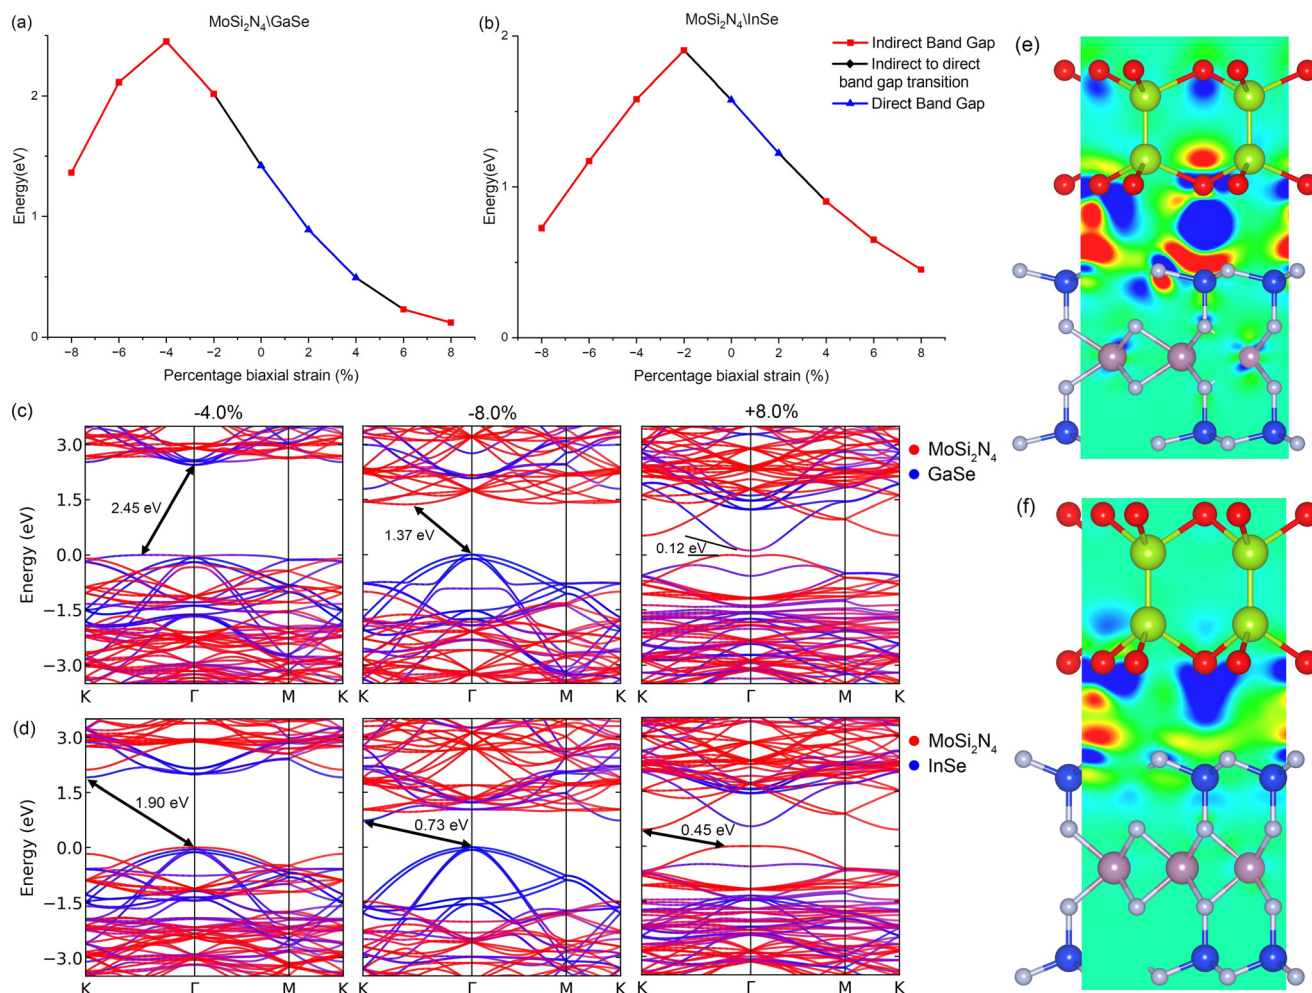 (a)
MoSi₂N₄\GaSe
Energy(eV)
2
1
0
−8 −6 −4 −2 0 2 4 6 8
Percentage biaxial strain (%)
(b)
MoSi₂N₄\InSe
Indirect Band Gap
Indirect to direct
band gap transition
Direct Band Gap
Energy(eV)
2
1
0
−8 −6 −4 −2 0 2 4 6 8
Percentage biaxial strain (%)
(e)
(c)
-4.0%
-8.0%
+8.0%
Energy (eV)
3.0
1.5
0.0
−1.5
−3.0
2.45 eV
1.37 eV
0.12 eV
K Γ M K
K Γ M K
K Γ M K
MoSi₂N₄
GaSe
(d)
Energy (eV)
3.0
1.5
0.0
−1.5
−3.0
1.90 eV
0.73 eV
0.45 eV
K Γ M K
K Γ M K
K Γ M K
MoSi₂N₄
InSe
(f)